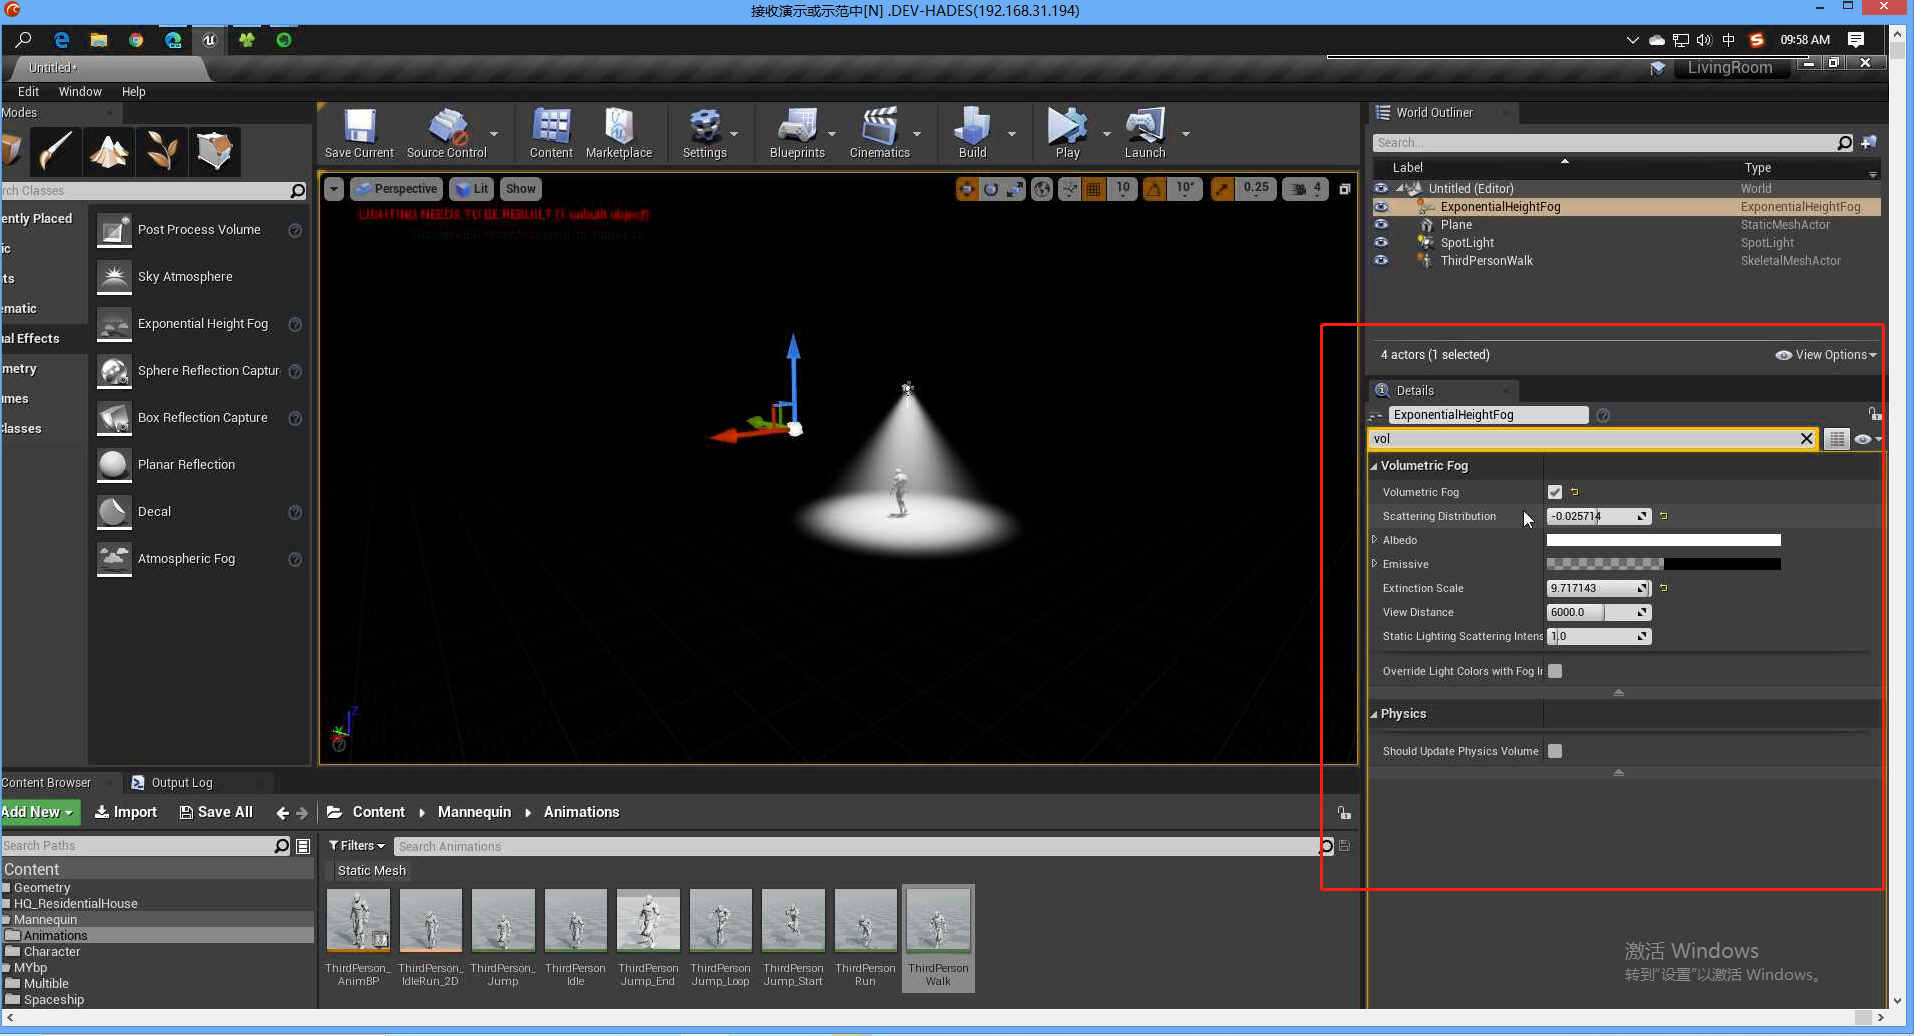 接收演示或示范中[N] .DEV-HADES(192.168.31.194)
中
09:58 AM
Untitled*
LivingRoom
Edit Window Help
Modes
Save Current
Source Control
Content
Marketplace
Settings
Blueprints
Cinematics
Build
Play
Launch
rch Classes
ently Placed
ic
ts
ematic
al Effects
metry
mes
lasses
Post Process Volume
Sky Atmosphere
Exponential Height Fog
Sphere Reflection Captur
Box Reflection Capture
Planar Reflection
Decal
Atmospheric Fog
Perspective
Lit
Show
10
10°
0.25
4
LIGHTING NEEDS TO BE REBUILT (1 unbuilt object)
Z
World Outliner
Search...
Label
Type
Untitled (Editor)
World
ExponentialHeightFog
ExponentialHeightFog
Plane
StaticMeshActor
SpotLight
SpotLight
ThirdPersonWalk
SkeletalMeshActor
4 actors (1 selected)
View Options
Details
ExponentialHeightFog
vol
Volumetric Fog
Volumetric Fog
Scattering Distribution
-0.025714
Albedo
Emissive
Extinction Scale
9.717143
View Distance
6000.0
Static Lighting Scattering Intens
1.0
Override Light Colors with Fog I
Physics
Should Update Physics Volume
Content Browser
Output Log
Add New
Import
Save All
Content
Mannequin
Animations
Search Paths
Filters
Search Animations
Static Mesh
Content
Geometry
HQ_ResidentialHouse
Mannequin
Animations
Character
MYbp
Multible
Spaceship
ThirdPerson_
AnimBP
ThirdPerson_
IdleRun_2D
ThirdPerson_
Jump
ThirdPerson
Idle
ThirdPerson
Jump_End
ThirdPerson
Jump_Loop
ThirdPerson
Jump_Start
ThirdPerson
Run
ThirdPerson
Walk
激活 Windows
转到"设置"以激活 Windows。